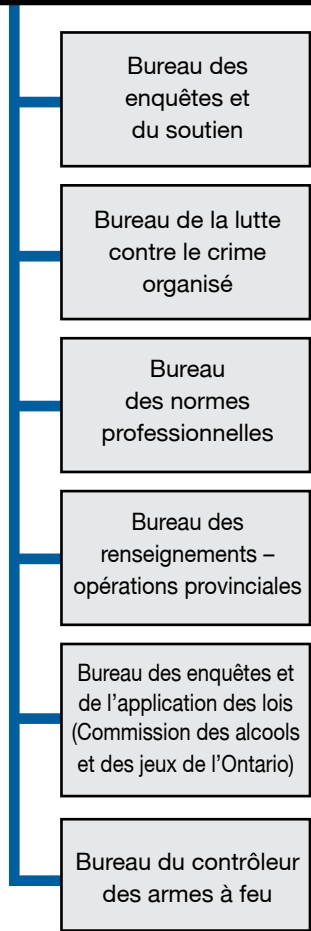 Bureau des
enquêtes et
du soutien
Bureau de la lutte
contre le crime
organisé
Bureau
des normes
professionnelles
Bureau des
renseignements –
opérations provinciales
Bureau des enquêtes et
de l’application des lois
(Commission des alcools
et des jeux de l’Ontario)
Bureau du contrôleur
des armes à feu